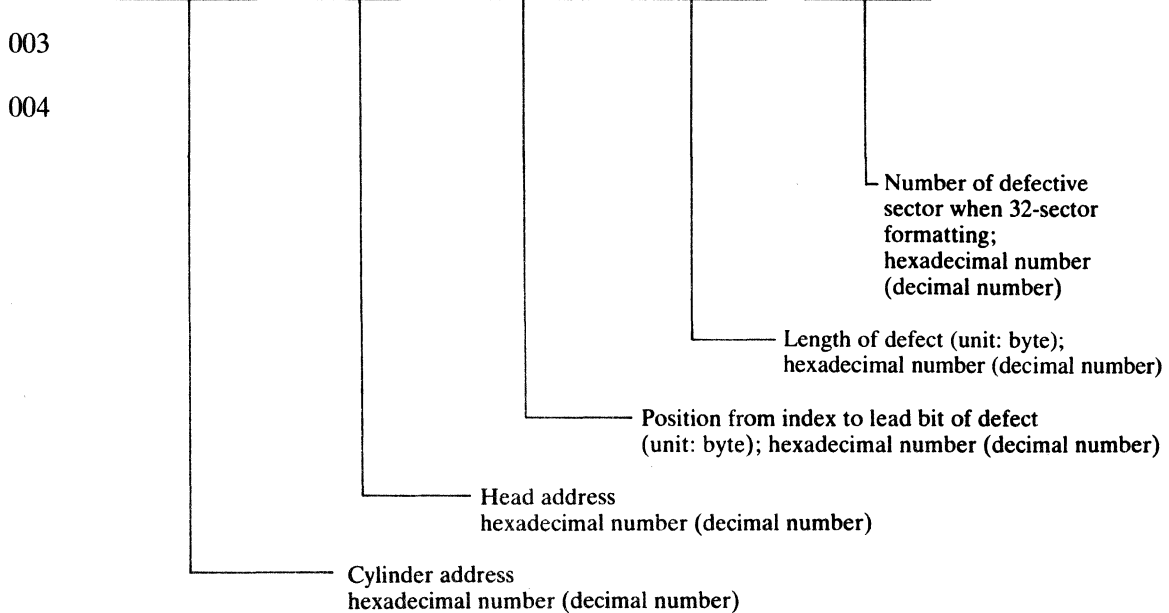 003
004
Number of defective
sector when 32-sector
formatting;
hexadecimal number
(decimal number)
Length of defect (unit: byte);
hexadecimal number (decimal number)
Position from index to lead bit of defect
(unit: byte); hexadecimal number (decimal number)
Head address
hexadecimal number (decimal number)
Cylinder address
hexadecimal number (decimal number)